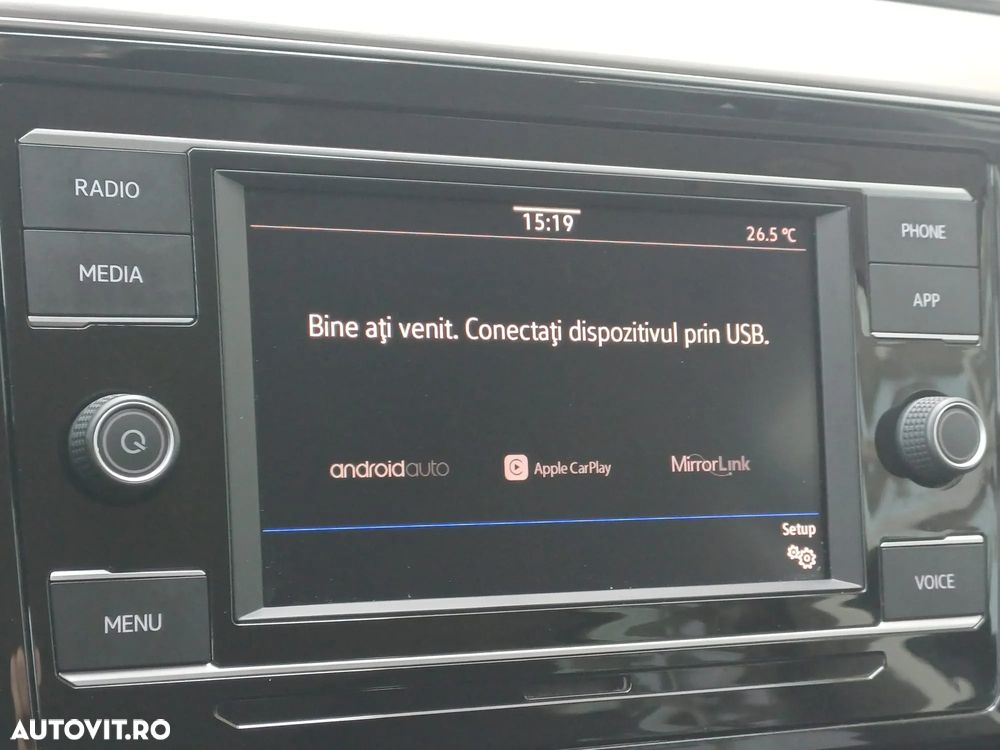 RADIO
MEDIA
MENU
15:19
26.5 °C
Bine aţi venit. Conectaţi dispozitivul prin USB.
androidauto
Apple CarPlay
MirrorLink
Setup
PHONE
APP
VOICE
AUTOVIT.RO